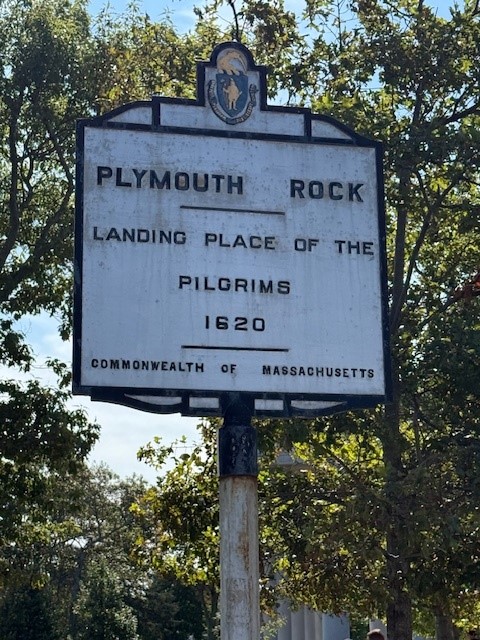 PLYMOUTH ROCK
LANDING PLACE OF THE
PILGRIMS
1620
COMMONWEALTH OF MASSACHUSETTS